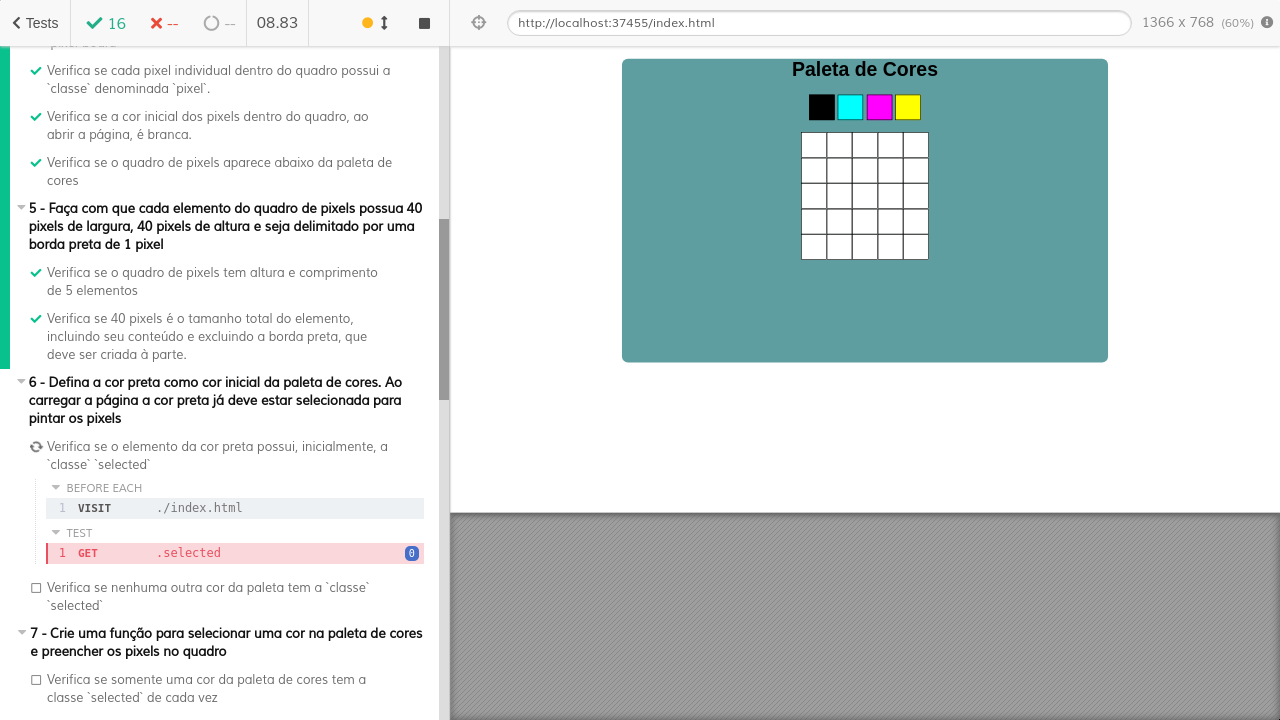 Tests
16
--
--
08.83
http://localhost:37455/index.html
1366 x 768 (60%)
Verifica se cada pixel individual dentro do quadro possui a
`classe` denominada `pixel`.
Verifica se a cor inicial dos pixels dentro do quadro, ao
abrir a página, é branca.
Verifica se o quadro de pixels aparece abaixo da paleta de
cores
5 - Faça com que cada elemento do quadro de pixels possua 40
pixels de largura, 40 pixels de altura e seja delimitado por uma
borda preta de 1 pixel
Verifica se o quadro de pixels tem altura e comprimento
de 5 elementos
Verifica se 40 pixels é o tamanho total do elemento,
incluindo seu conteúdo e excluindo a borda preta, que
deve ser criada à parte.
6 - Defina a cor preta como cor inicial da paleta de cores. Ao
carregar a página a cor preta já deve estar selecionada para
pintar os pixels
Verifica se o elemento da cor preta possui, inicialmente, a
`classe` `selected`
BEFORE EACH
1 VISIT ./index.html
TEST
1 GET .selected 0
Verifica se nenhuma outra cor da paleta tem a `classe`
`selected`
7 - Crie uma função para selecionar uma cor na paleta de cores
e preencher os pixels no quadro
Verifica se somente uma cor da paleta de cores tem a
classe `selected` de cada vez
Paleta de Cores